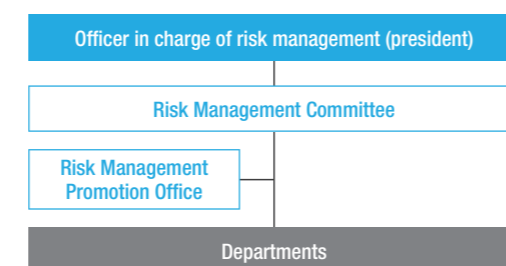 Officer in charge of risk management (president)
Risk Management Committee
Risk Management
Promotion Office
Departments